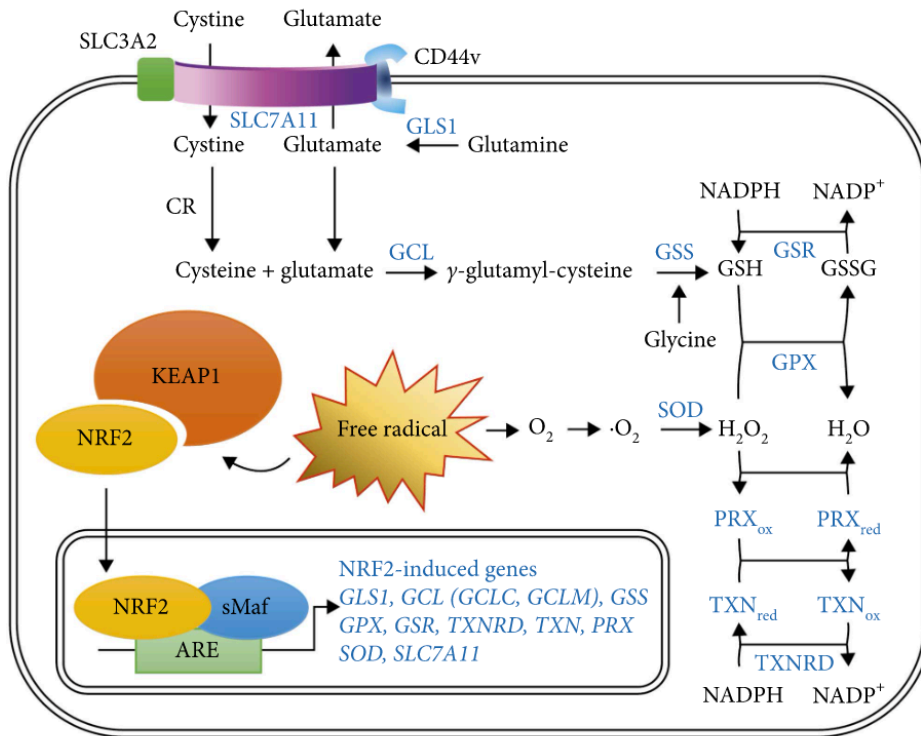 Cystine
Glutamate
SLC3A2
CD44v
SLC7A11
GLS1
Cystine
Glutamate
Glutamine
CR
NADPH
NADP⁺
GCL
GSS
GSR
Cysteine + glutamate
γ-glutamyl-cysteine
GSH
GSSG
Glycine
KEAP1
GPX
NRF2
Free radical
O₂
·O₂
SOD
H₂O₂
H₂O
PRXox
PRXred
NRF2-induced genes
NRF2
sMaf
GLS1, GCL (GCLC, GCLM), GSS
GPX, GSR, TXNRD, TXN, PRX
SOD, SLC7A11
ARE
TXNred
TXNox
TXNRD
NADPH
NADP⁺